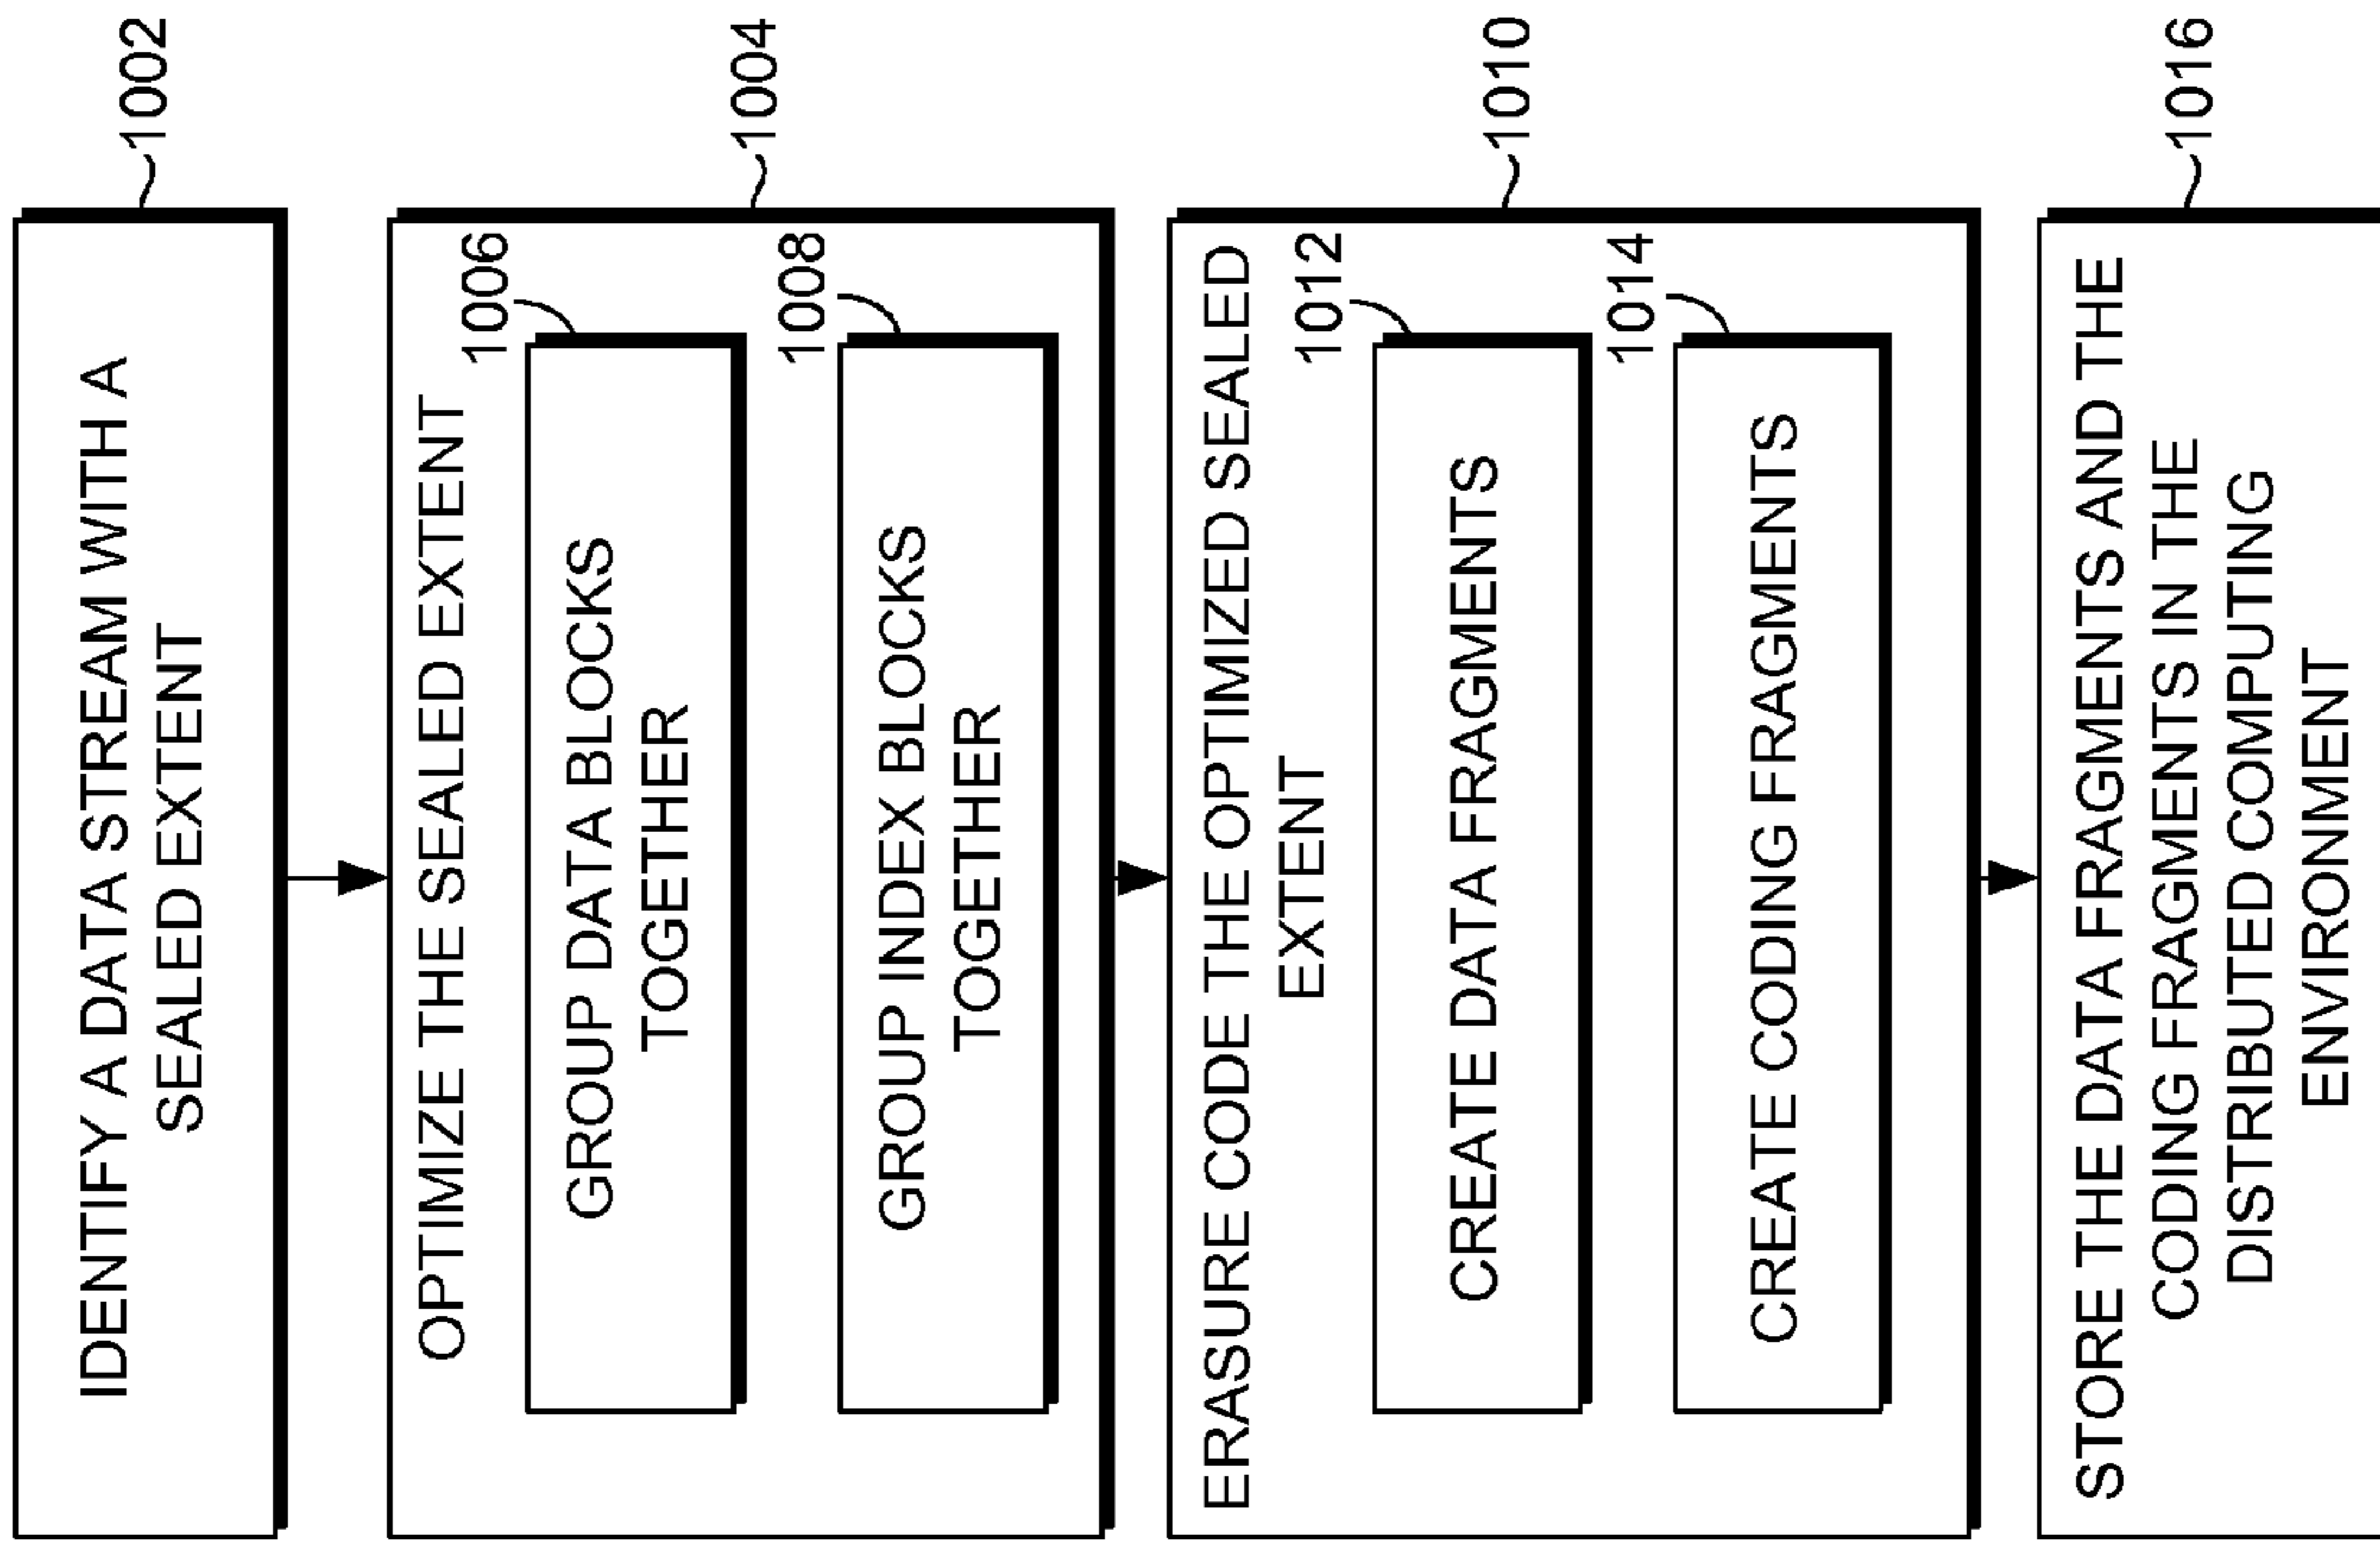 IDENTIFY A DATA STREAM WITH A
SEALED EXTENT
1002
OPTIMIZE THE SEALED EXTENT
1004
1006
GROUP DATA BLOCKS
TOGETHER
1008
GROUP INDEX BLOCKS
TOGETHER
ERASURE CODE THE OPTIMIZED SEALED
EXTENT
1010
1012
CREATE DATA FRAGMENTS
1014
CREATE CODING FRAGMENTS
STORE THE DATA FRAGMENTS AND THE
CODING FRAGMENTS IN THE
DISTRIBUTED COMPUTING
ENVIRONMENT
1016